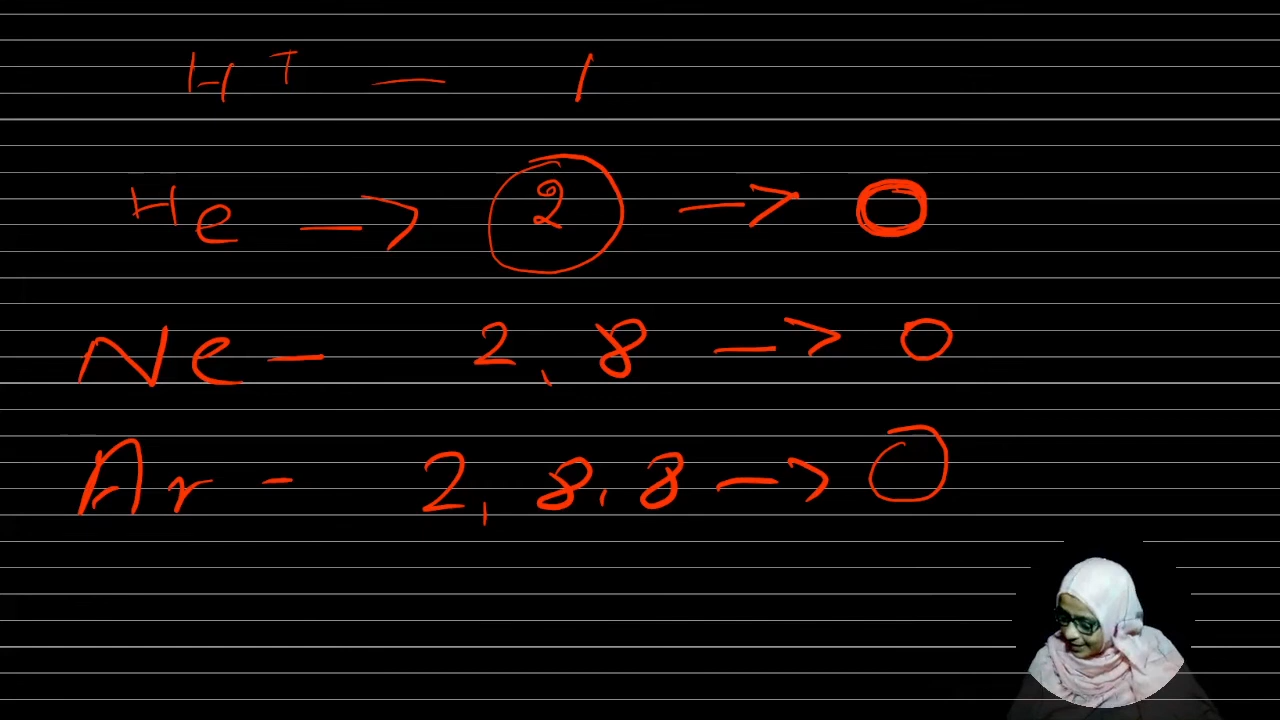 H⁺ — 1
He —> 2 —> 0
Ne — 2, 8 —> 0
Ar - 2, 8, 8 —> 0